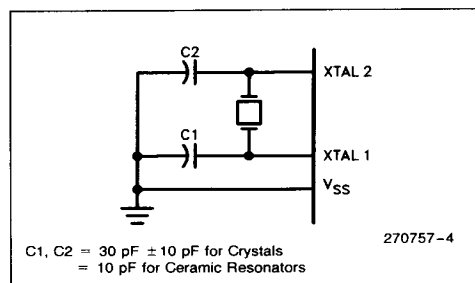 C2
XTAL 2
C1
XTAL 1
VSS
270757–4
C1, C2 = 30 pF ±10 pF for Crystals
= 10 pF for Ceramic Resonators